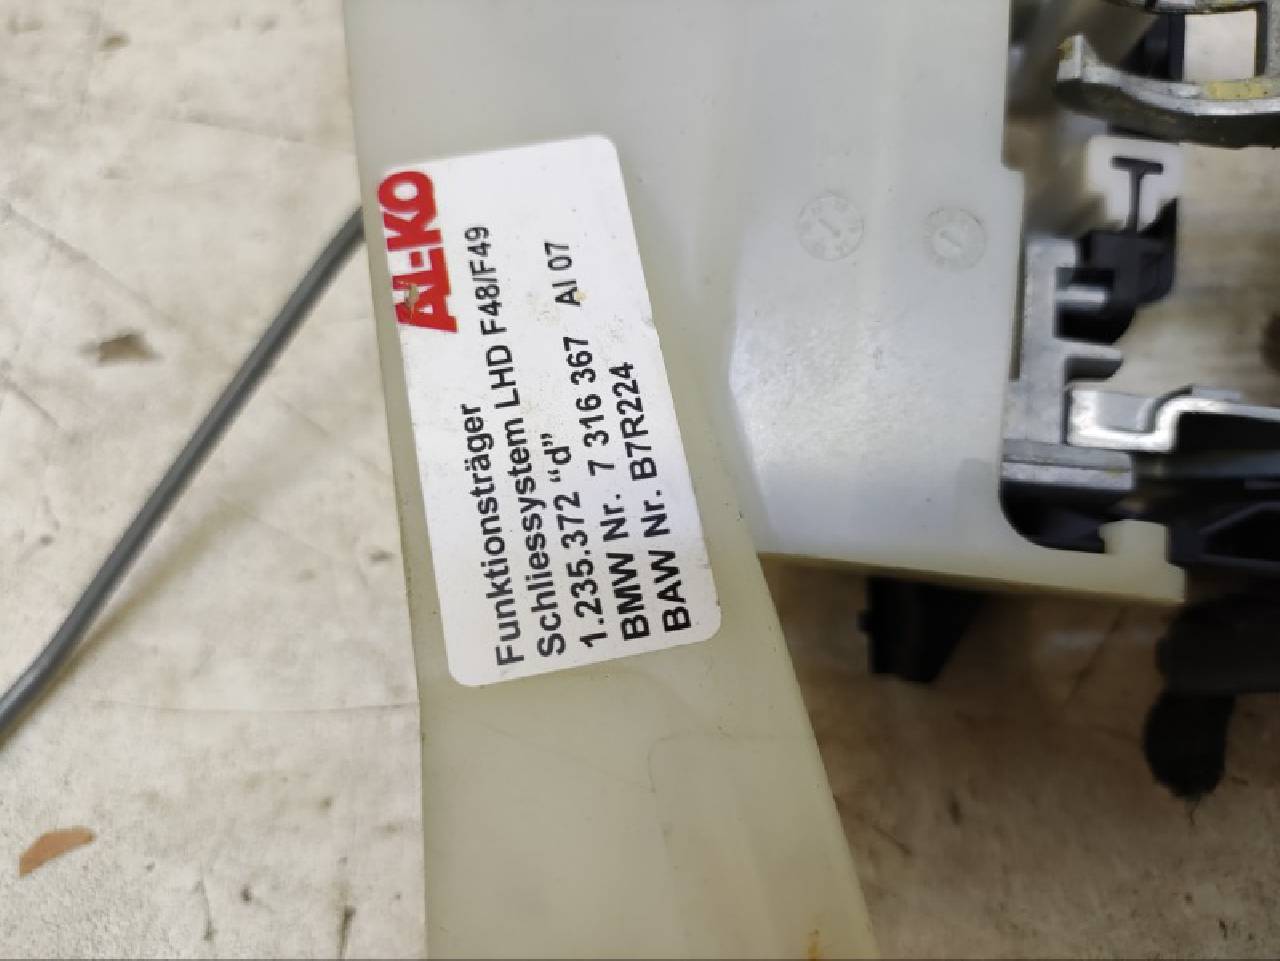 AL-KO
Funktionsträger
Schliessystem LHD F48/F49
1.235.372 “d” AI 07
BMW Nr. 7 316 367
BAW Nr. B7R224